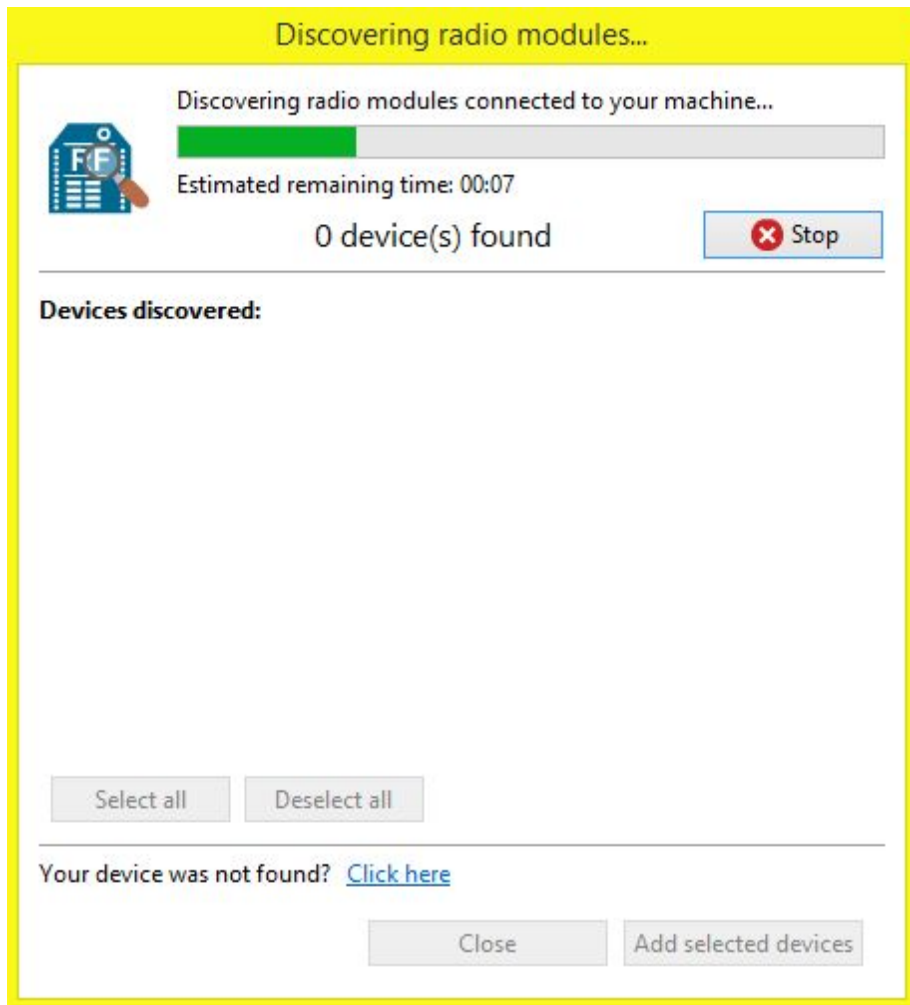 Discovering radio modules...
Discovering radio modules connected to your machine...
Estimated remaining time: 00:07
0 device(s) found
Stop
Devices discovered:
Select all
Deselect all
Your device was not found? Click here
Close
Add selected devices